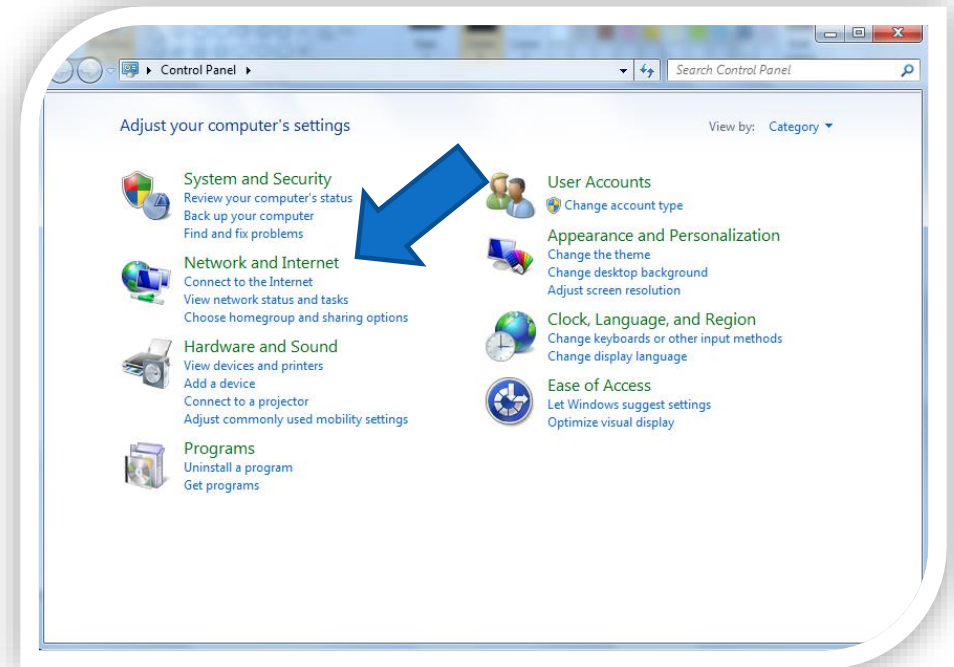 Control Panel
Search Control Panel
Adjust your computer's settings
View by: Category
System and Security
Review your computer's status
Back up your computer
Find and fix problems
Network and Internet
Connect to the Internet
View network status and tasks
Choose homegroup and sharing options
Hardware and Sound
View devices and printers
Add a device
Connect to a projector
Adjust commonly used mobility settings
Programs
Uninstall a program
Get programs
User Accounts
Change account type
Appearance and Personalization
Change the theme
Change desktop background
Adjust screen resolution
Clock, Language, and Region
Change keyboards or other input methods
Change display language
Ease of Access
Let Windows suggest settings
Optimize visual display